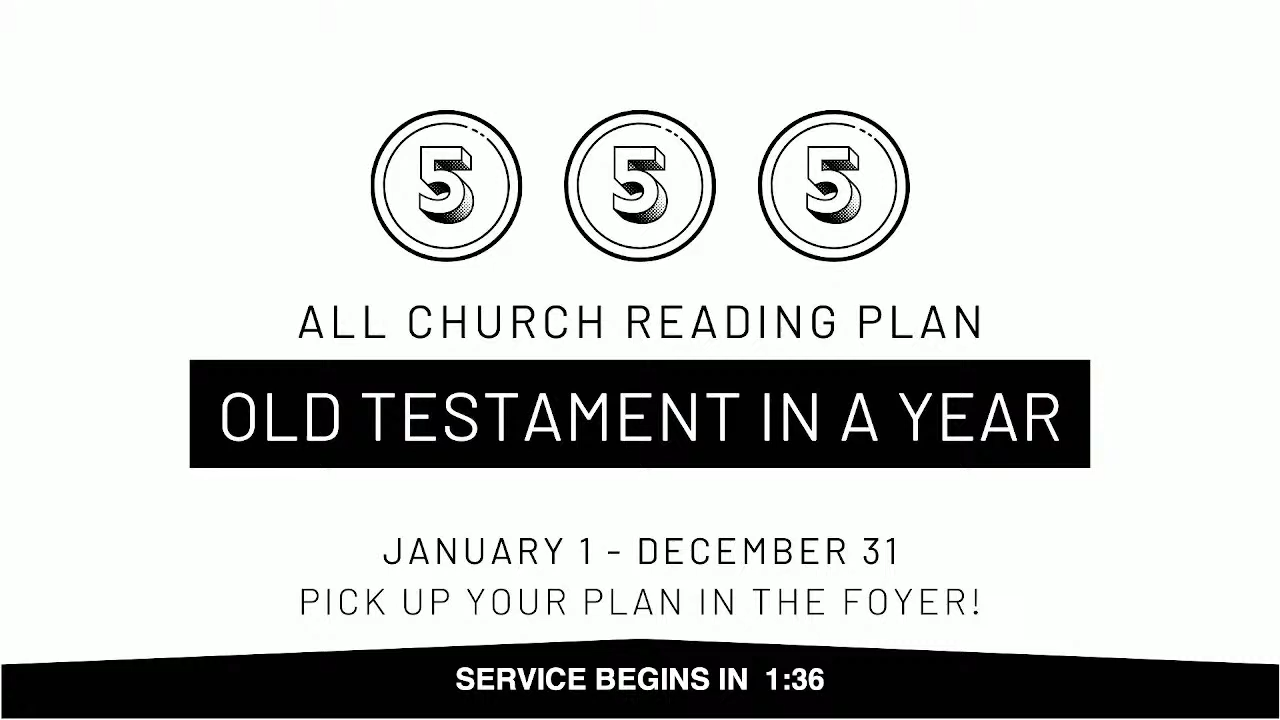 5 5 5
ALL CHURCH READING PLAN
OLD TESTAMENT IN A YEAR
JANUARY 1 - DECEMBER 31
PICK UP YOUR PLAN IN THE FOYER!
SERVICE BEGINS IN 1:36